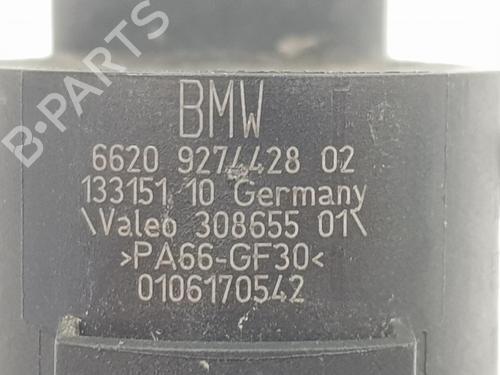 B-PARTS
BMW
6620 9274428 02
133151 10 Germany
\Valeo 308655 01\
>PA66-GF30<
0106170542